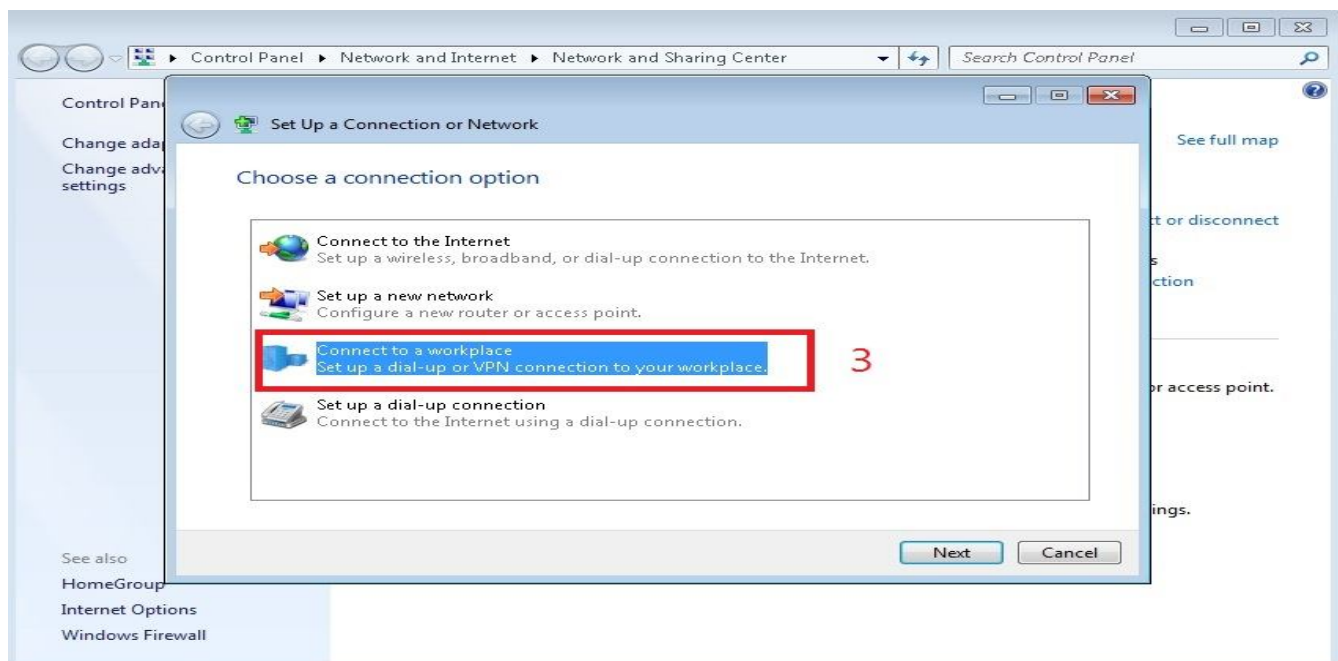 Control Panel ▸ Network and Internet ▸ Network and Sharing Center
Search Control Panel
Control Pan
Change ada
Change adv
settings
See full map
t or disconnect
s
ction
r access point.
ings.
Set Up a Connection or Network
Choose a connection option
Connect to the Internet
Set up a wireless, broadband, or dial-up connection to the Internet.
Set up a new network
Configure a new router or access point.
Connect to a workplace
Set up a dial-up or VPN connection to your workplace.
3
Set up a dial-up connection
Connect to the Internet using a dial-up connection.
Next
Cancel
See also
HomeGroup
Internet Options
Windows Firewall